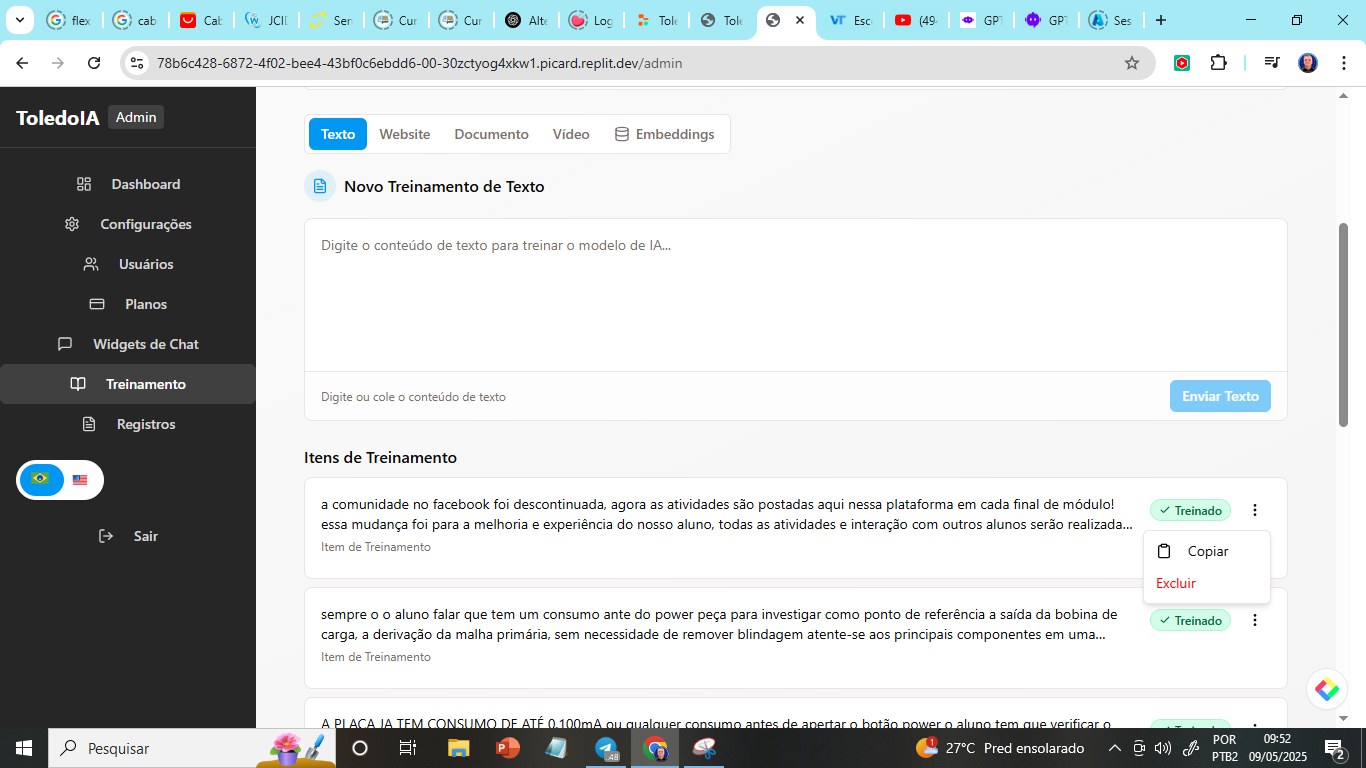 flex
cab
Cab
JCID
Sen
Cur
Cur
Alte
Log
Tole
Tole
Esc
(49
GPT
GPT
Ses
78b6c428-6872-4f02-bee4-43bf0c6ebdd6-00-30zctyog4xkw1.picard.replit.dev/admin
ToledoIA Admin
Dashboard
Configurações
Usuários
Planos
Widgets de Chat
Treinamento
Registros
Sair
Texto Website Documento Vídeo Embeddings
Novo Treinamento de Texto
Digite o conteúdo de texto para treinar o modelo de IA...
Digite ou cole o conteúdo de texto
Enviar Texto
Itens de Treinamento
a comunidade no facebook foi descontinuada, agora as atividades são postadas aqui nessa plataforma em cada final de módulo!
essa mudança foi para a melhoria e experiência do nosso aluno, todas as atividades e interação com outros alunos serão realizada...
Item de Treinamento
Treinado
Copiar
Excluir
sempre o o aluno falar que tem um consumo ante do power peça para investigar como ponto de referência a saída da bobina de
carga, a derivação da malha primária, sem necessidade de remover blindagem atente-se aos principais componentes em uma...
Item de Treinamento
Treinado
A PLACA JA TEM CONSUMO DE ATÉ 0,100mA ou qualquer consumo antes de apertar o botão power o aluno tem que verificar o
Pesquisar
.48
1
27°C Pred ensolarado
POR
PTB2
09:52
09/05/2025
2